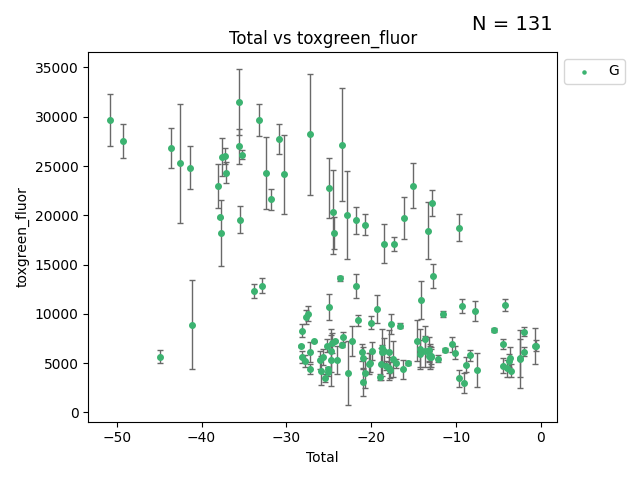 N = 131
Total vs toxgreen_fluor
G
toxgreen_fluor
35000
30000
25000
20000
15000
10000
5000
0
−50 −40 −30 −20 −10 0
Total